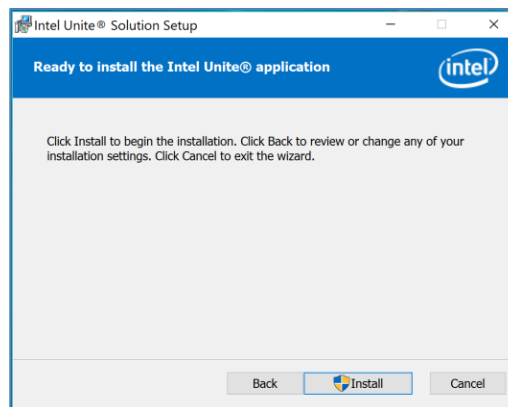 Intel Unite® Solution Setup
Ready to install the Intel Unite® application
intel
Click Install to begin the installation. Click Back to review or change any of your
installation settings. Click Cancel to exit the wizard.
Back Install Cancel